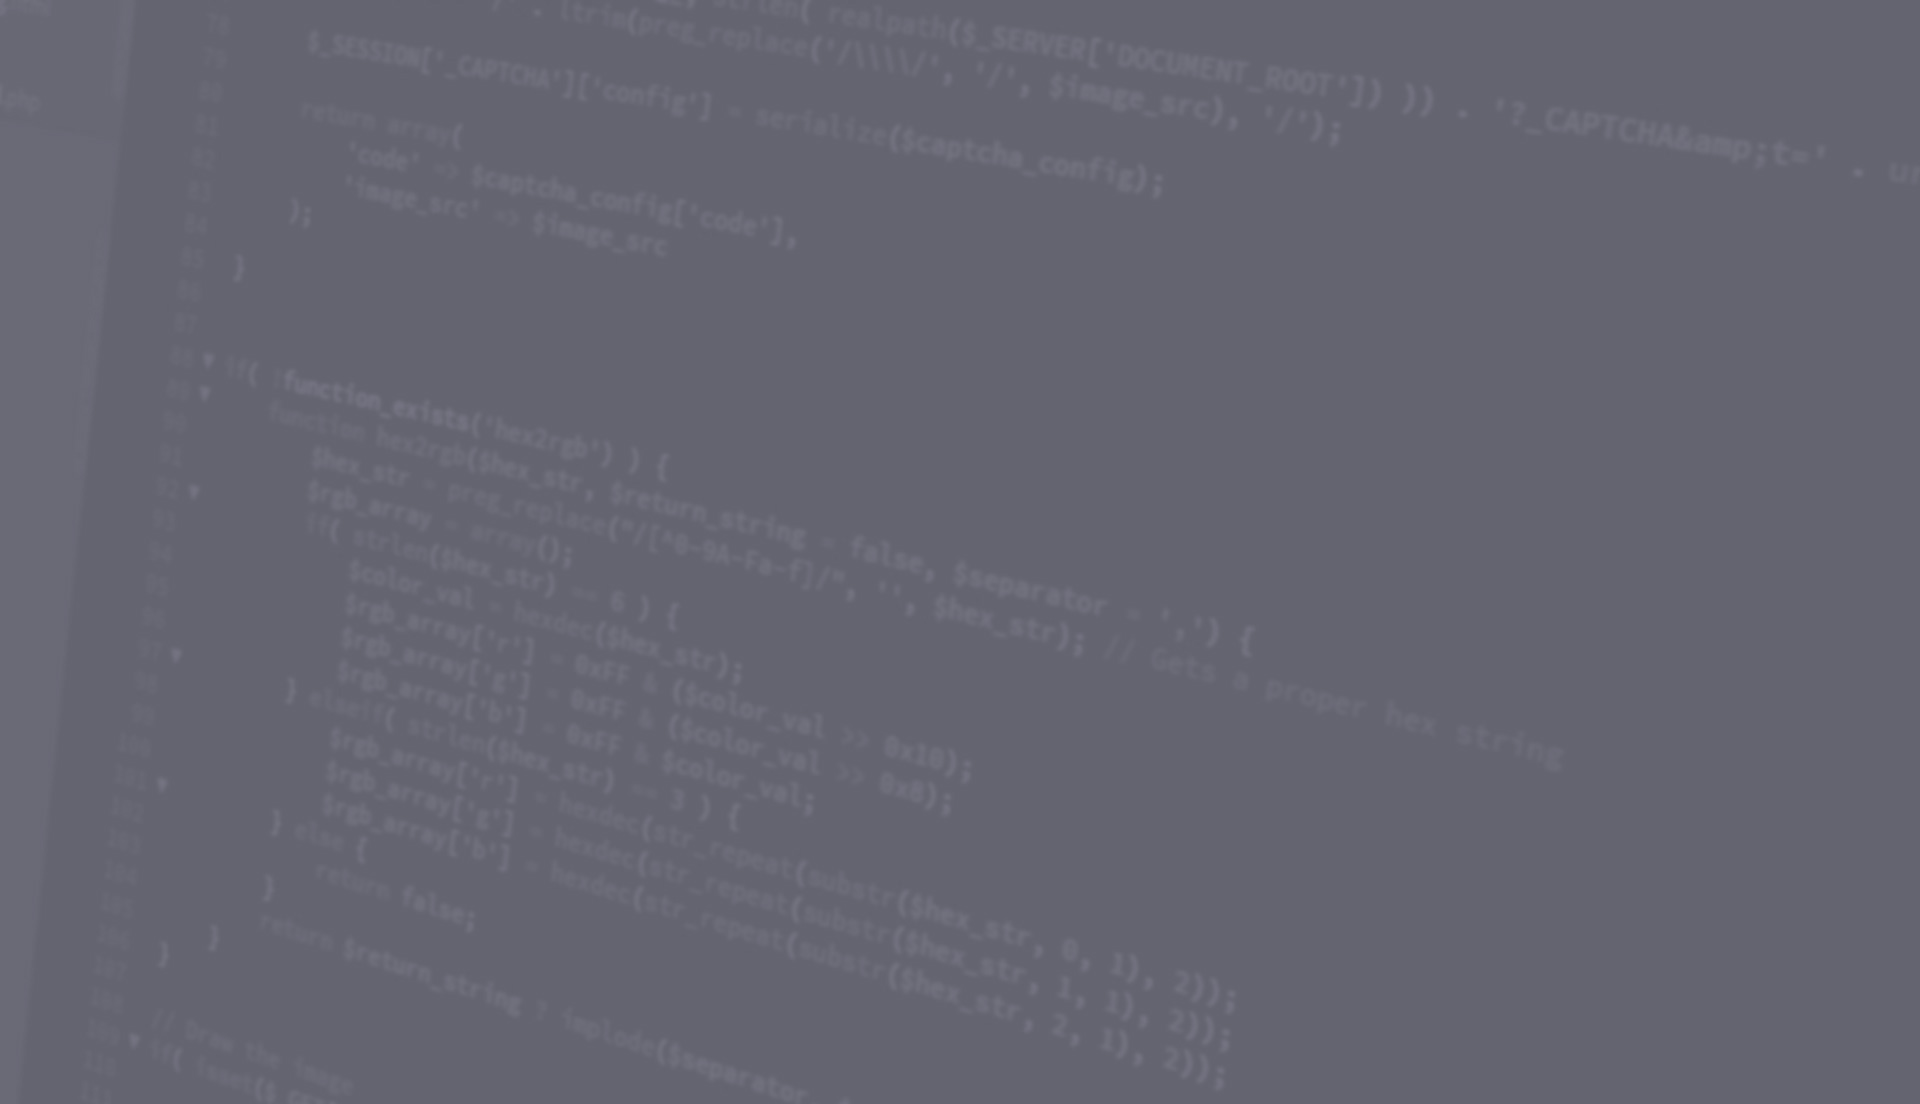 strlen( realpath($_SERVER['DOCUMENT_ROOT']) )) . '?_CAPTCHA&amp;t=' .
'/' . ltrim(preg_replace('/\\\\/', '/', $image_src), '/');
78
79 $_SESSION['_CAPTCHA']['config'] = serialize($captcha_config);
80
81 return array(
82 'code' => $captcha_config['code'],
83 'image_src' => $image_src
84 );
85
86 }
87
88 if( !function_exists('hex2rgb') ) {
89 function hex2rgb($hex_str, $return_string = false, $separator = ',') {
90 $hex_str = preg_replace("/[^0-9A-Fa-f]/", '', $hex_str); // Gets a proper hex string
91 $rgb_array = array();
92 if( strlen($hex_str) == 6 ) {
93 $color_val = hexdec($hex_str);
94 $rgb_array['r'] = 0xFF & ($color_val >> 0x10);
95 $rgb_array['g'] = 0xFF & ($color_val >> 0x8);
96 $rgb_array['b'] = 0xFF & $color_val;
97 } elseif( strlen($hex_str) == 3 ) {
98 $rgb_array['r'] = hexdec(str_repeat(substr($hex_str, 0, 1), 2));
99 $rgb_array['g'] = hexdec(str_repeat(substr($hex_str, 1, 1), 2));
100 $rgb_array['b'] = hexdec(str_repeat(substr($hex_str, 2, 1), 2));
101 } else {
102 return false;
103 }
104 return $return_string ? implode($separator,
105 }
106 }
107
108 // Draw the image
109 if( isset($
110
111